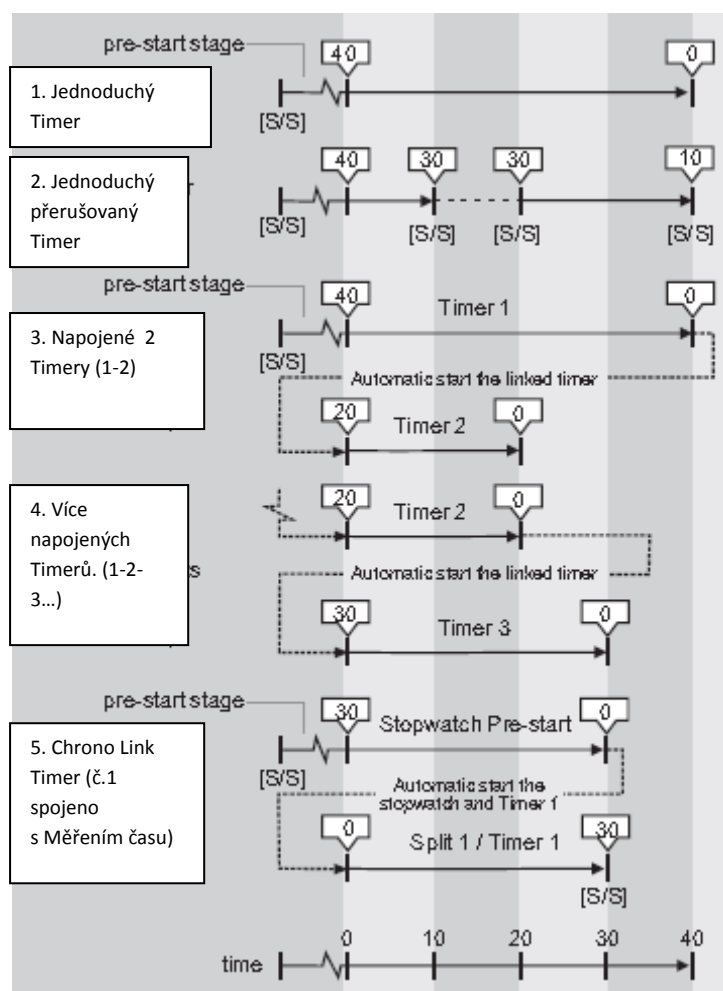 pre-start stage
40 0
1. Jednoduchý
Timer
[S/S]
40 30 30 10
2. Jednoduchý
přerušovaný
Timer
[S/S] [S/S] [S/S] [S/S]
pre-start stage
40 Timer 1 0
3. Napojené 2
Timery (1-2)
[S/S]
Automatic start the linked timer
20 Timer 2 0
20 Timer 2 0
4. Více
napojených
Timerů. (1-2-
3...)
s
Automatic start the linked timer
30 Timer 3 0
pre-start stage
30 Stopwatch Pre-start 0
5. Chrono Link
Timer (č.1
spojeno
s Měřením času)
[S/S]
Automatic start the
stopwatch and Timer 1
0 Split 1 / Timer 1 30
[S/S]
0 10 20 30 40
time